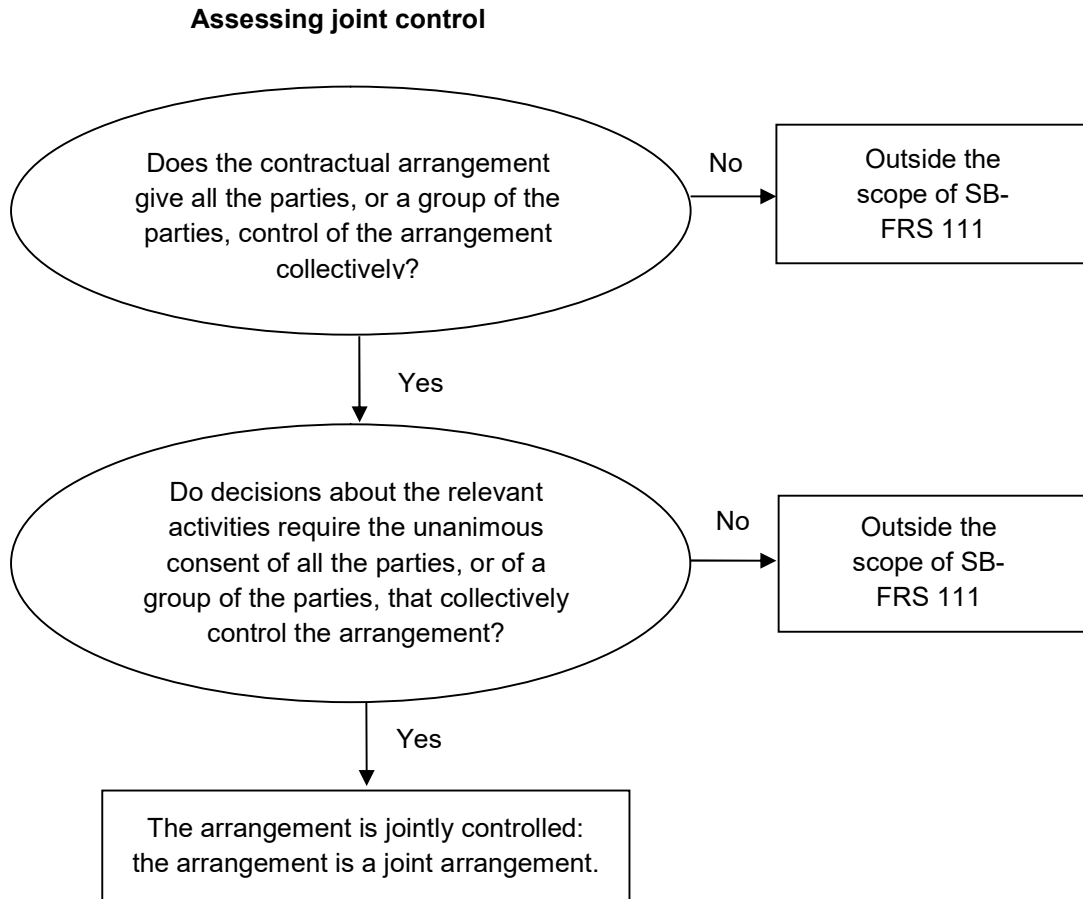 Assessing joint control
Does the contractual arrangement
give all the parties, or a group of the
parties, control of the arrangement
collectively?
No
Outside the
scope of SB-
FRS 111
Yes
Do decisions about the relevant
activities require the unanimous
consent of all the parties, or of a
group of the parties, that collectively
control the arrangement?
No
Outside the
scope of SB-
FRS 111
Yes
The arrangement is jointly controlled:
the arrangement is a joint arrangement.